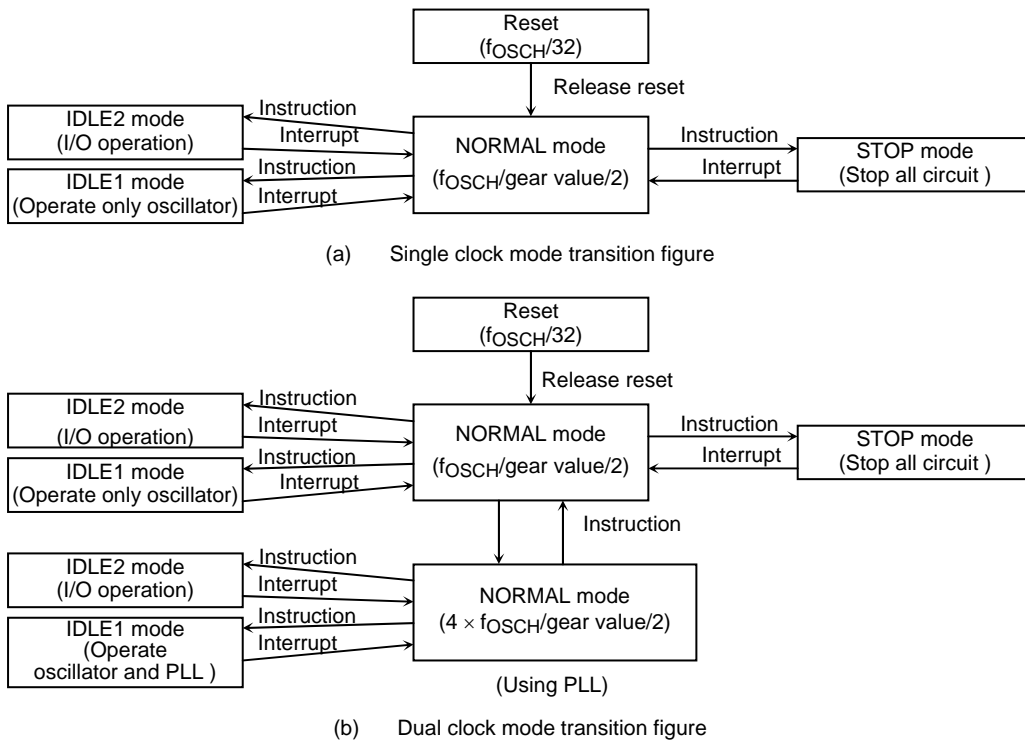 Reset
(fOSCH/32)
Release reset
IDLE2 mode
(I/O operation)
Instruction
Interrupt
IDLE1 mode
(Operate only oscillator)
Instruction
Interrupt
NORMAL mode
(fOSCH/gear value/2)
Instruction
Interrupt
STOP mode
(Stop all circuit )
(a) Single clock mode transition figure
Reset
(fOSCH/32)
Release reset
IDLE2 mode
(I/O operation)
Instruction
Interrupt
IDLE1 mode
(Operate only oscillator)
Instruction
Interrupt
NORMAL mode
(fOSCH/gear value/2)
Instruction
Interrupt
STOP mode
(Stop all circuit )
Instruction
IDLE2 mode
(I/O operation)
Instruction
Interrupt
IDLE1 mode
(Operate
oscillator and PLL )
Instruction
Interrupt
NORMAL mode
(4 × fOSCH/gear value/2)
(Using PLL)
(b) Dual clock mode transition figure